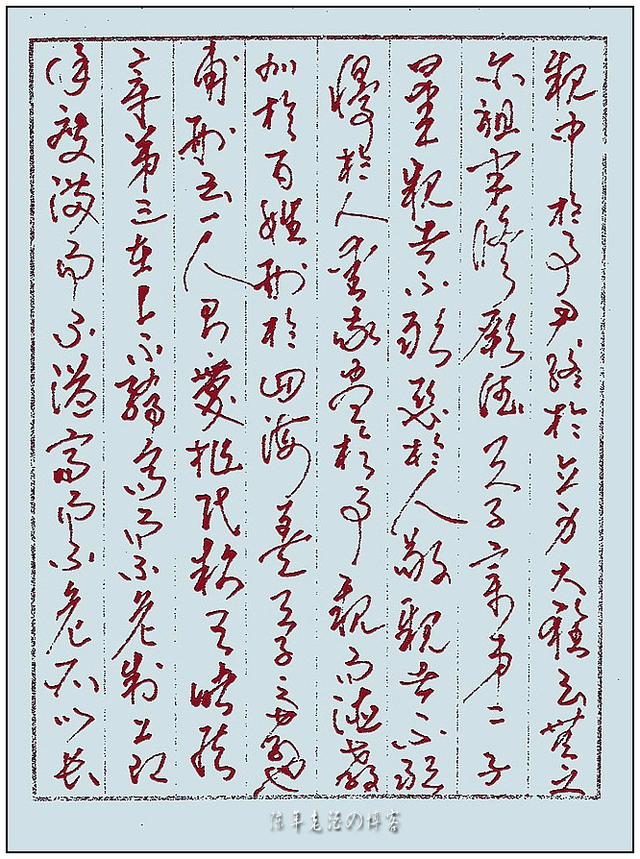 親中於事君終於立身大雅云無念
爾祖聿修厥德天子章第二子
曰愛親者不敢惡於人敬親者不敢
慢於人愛敬盡於事親而德教
加於百姓刑於四海蓋天子之孝也
甫刑云一人有慶兆民賴之諸侯
章第三在上不驕高而不危制節
謹度滿而不溢高而不危所以長